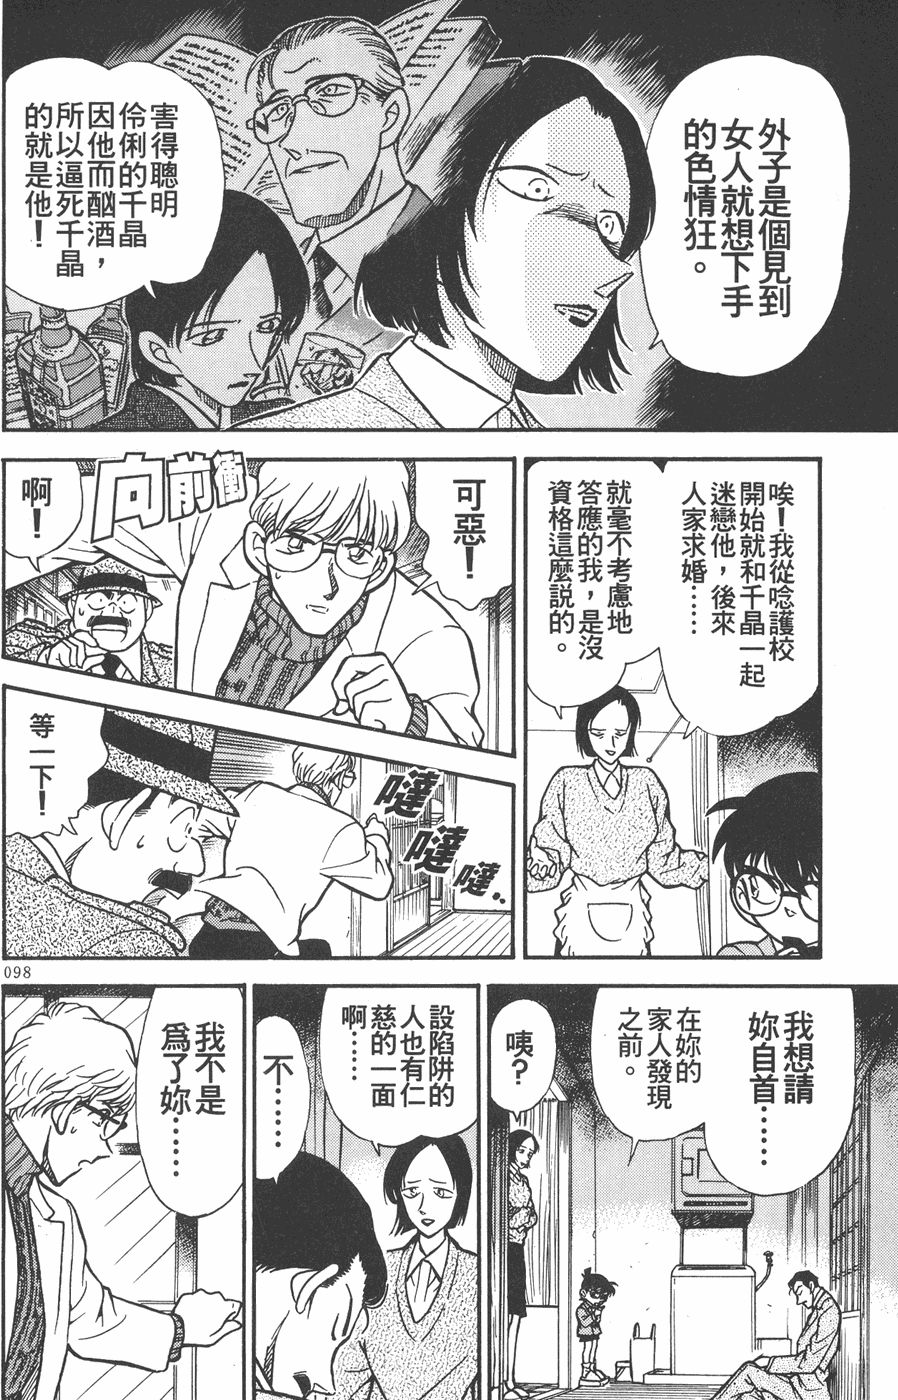 外子是個見到
女人就想下手
的色情狂。
害得聰明
伶俐的千晶
因他而酗酒，
所以逼死千晶
的就是他！
唉！我從唸護校
開始就和千晶一起
迷戀他，後來
人家求婚……
就毫不考慮地
答應的我，是沒
資格這麼説的。
可惡！
向前衝
啊！
噠噠噠‥
等一下！
098
我想請
妳自首……
在妳的
家人發現
之前。
咦？
設陷阱的
人也有仁
慈的一面
啊……
不……
我不是
爲了妳……